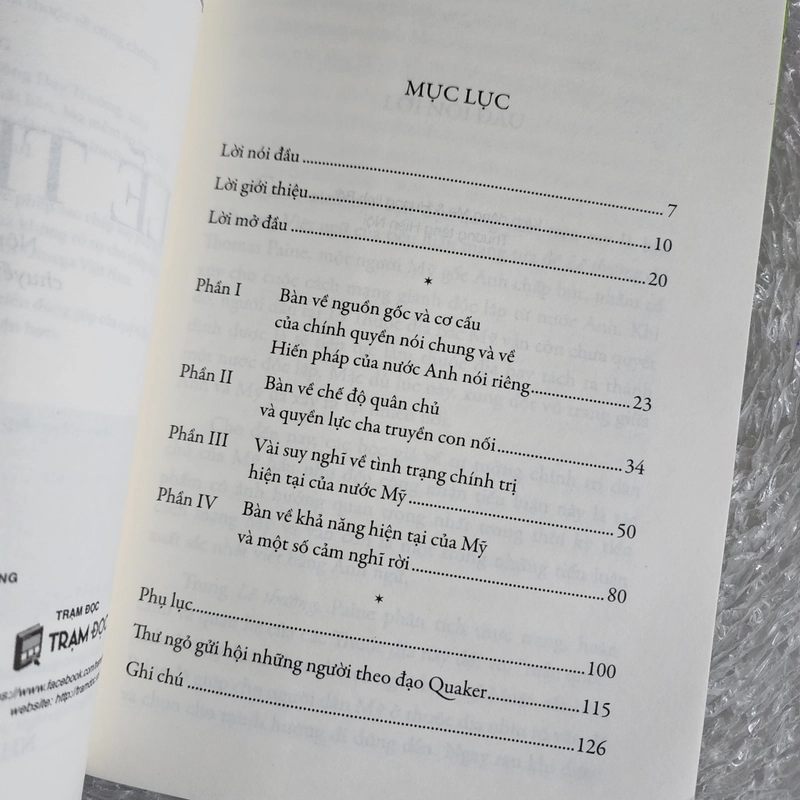 MỤC LỤC
Lời nói đầu ........ 7
Lời giới thiệu ........ 10
Lời mở đầu ........ 20
*
Phần I Bàn về nguồn gốc và cơ cấu
của chính quyền nói chung và về
Hiến pháp của nước Anh nói riêng ........ 23
Phần II Bàn về chế độ quân chủ
và quyền lực cha truyền con nối ........ 34
Phần III Vài suy nghĩ về tình trạng chính trị
hiện tại của nước Mỹ ........ 50
Phần IV Bàn về khả năng hiện tại của Mỹ
và một số cảm nghĩ rời ........ 80
*
Phụ lục ........ 100
Thư ngỏ gửi hội những người theo đạo Quaker ........ 115
Ghi chú ........ 126
TRẠM ĐỌC
TRẠM ĐỌC